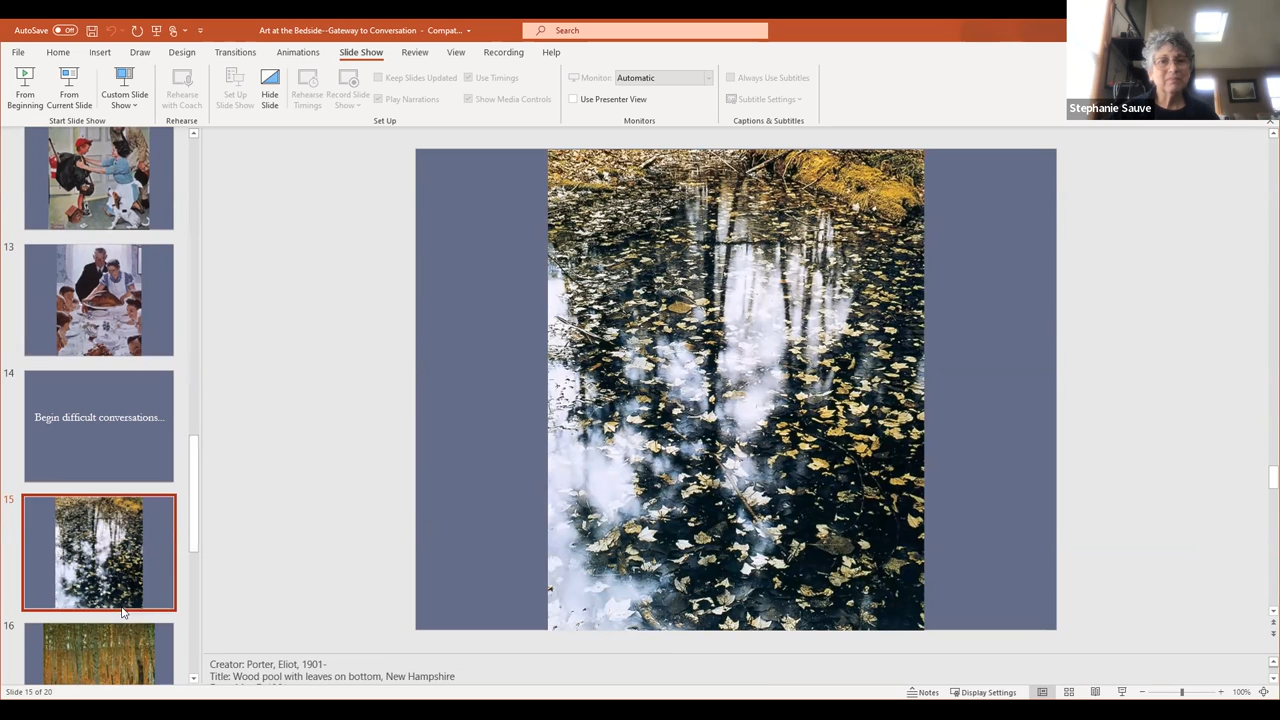 AutoSave Off
Art at the Bedside--Gateway to Conversation - Compat...
Search
Stephanie Sauve
File Home Insert Draw Design Transitions Animations Slide Show Review View Recording Help
From Beginning
From Current Slide
Custom Slide Show
Start Slide Show
Rehearse with Coach
Rehearse
Set Up Slide Show
Hide Slide
Rehearse Timings
Record Slide Show
Keep Slides Updated
Use Timings
Play Narrations
Show Media Controls
Set Up
Monitor: Automatic
Use Presenter View
Monitors
Always Use Subtitles
Subtitle Settings
Captions & Subtitles
13
14
Begin difficult conversations...
15
16
Creator: Porter, Eliot, 1901-
Title: Wood pool with leaves on bottom, New Hampshire
Slide 15 of 20
Notes
Display Settings
100%